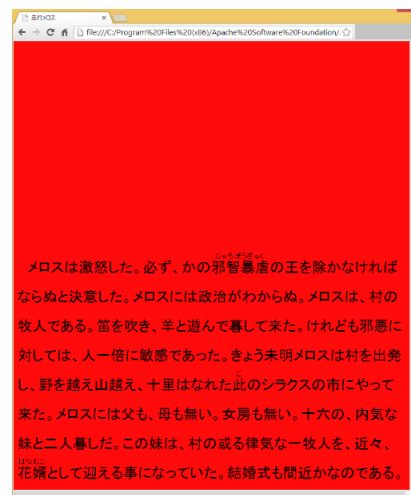 走れメロス
file:///C:/Program%20Files%20(x86)/Apache%20Software%20Foundation/
じゃちぼうぎゃく
メロスは激怒した。必ず、かの邪智暴虐の王を除かなければ
ならぬと決意した。メロスには政治がわからぬ。メロスは、村の
牧人である。笛を吹き、羊と遊んで暮して来た。けれども邪悪に
対しては、人一倍に敏感であった。きょう未明メロスは村を出発
こ
し、野を越え山越え、十里はなれた此のシラクスの市にやって
来た。メロスには父も、母も無い。女房も無い。十六の、内気な
妹と二人暮しだ。この妹は、村の或る律気な一牧人を、近々、
はなむこ
花婿として迎える事になっていた。結婚式も間近かなのである。